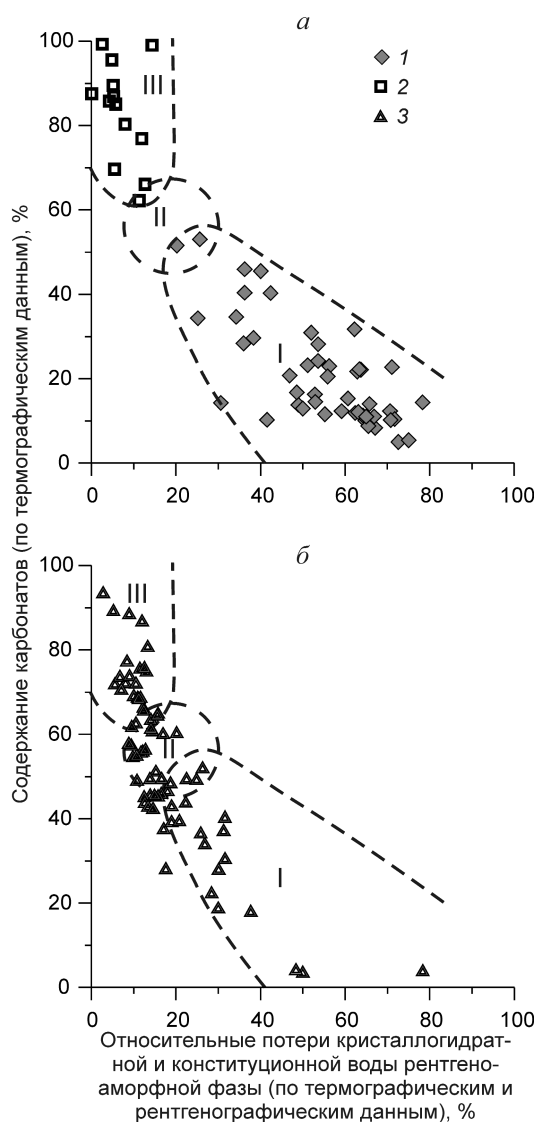 а
100
80
60
40
20
0
0
20
40
60
80
100
III
II
I
1
2
3
Содержание карбонатов (по термографическим данным), %
б
100
80
60
40
20
0
0
20
40
60
80
100
III
II
I
Относительные потери кристаллогидрат-
ной и конституционной воды рентгено-
аморфной фазы (по термографическим и
рентгенографическим данным), %